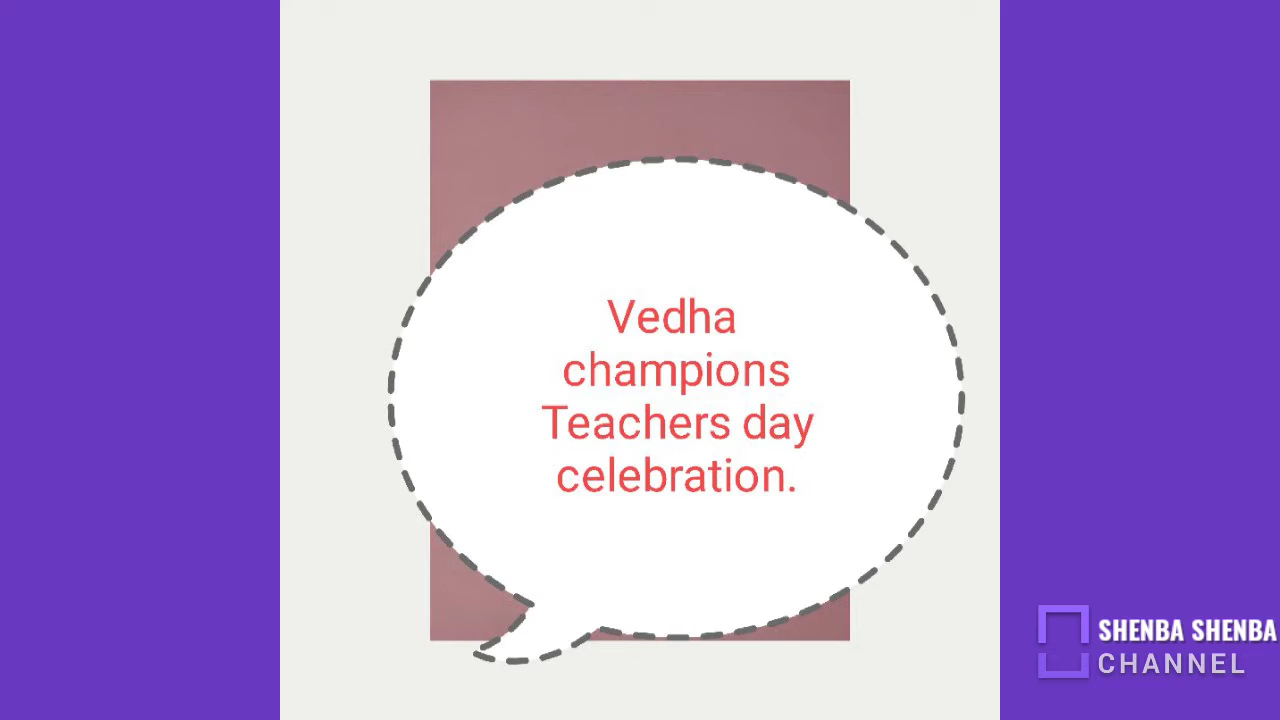 Vedha
champions
Teachers day
celebration.
SHENBA SHENBA
CHANNEL